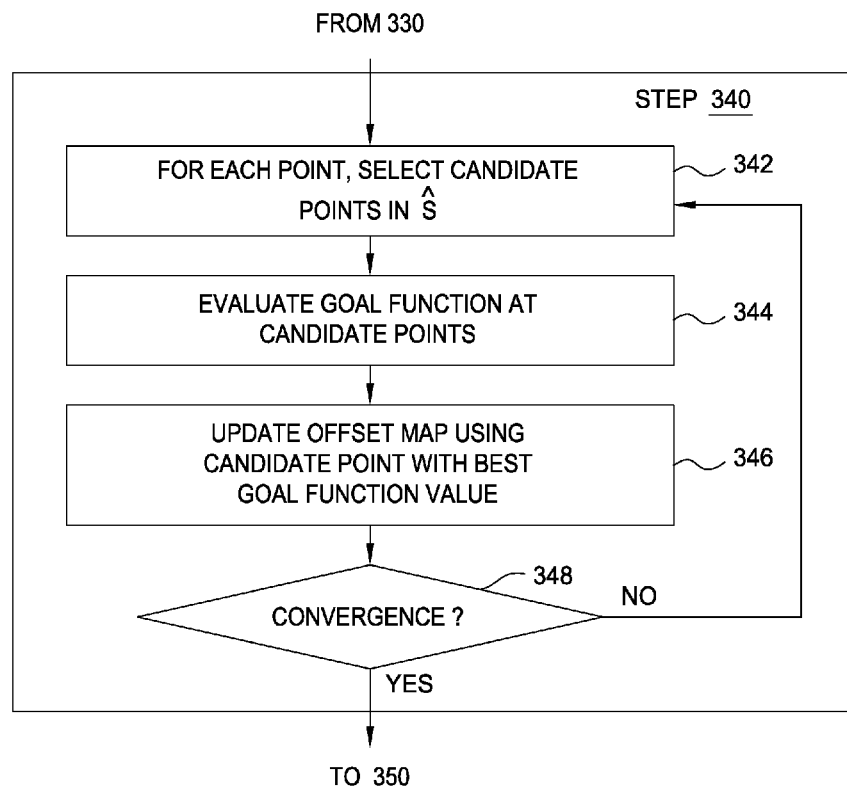 FROM 330
STEP 340
FOR EACH POINT, SELECT CANDIDATE
POINTS IN Ŝ
342
EVALUATE GOAL FUNCTION AT
CANDIDATE POINTS
344
UPDATE OFFSET MAP USING
CANDIDATE POINT WITH BEST
GOAL FUNCTION VALUE
346
348
CONVERGENCE ?
NO
YES
TO 350